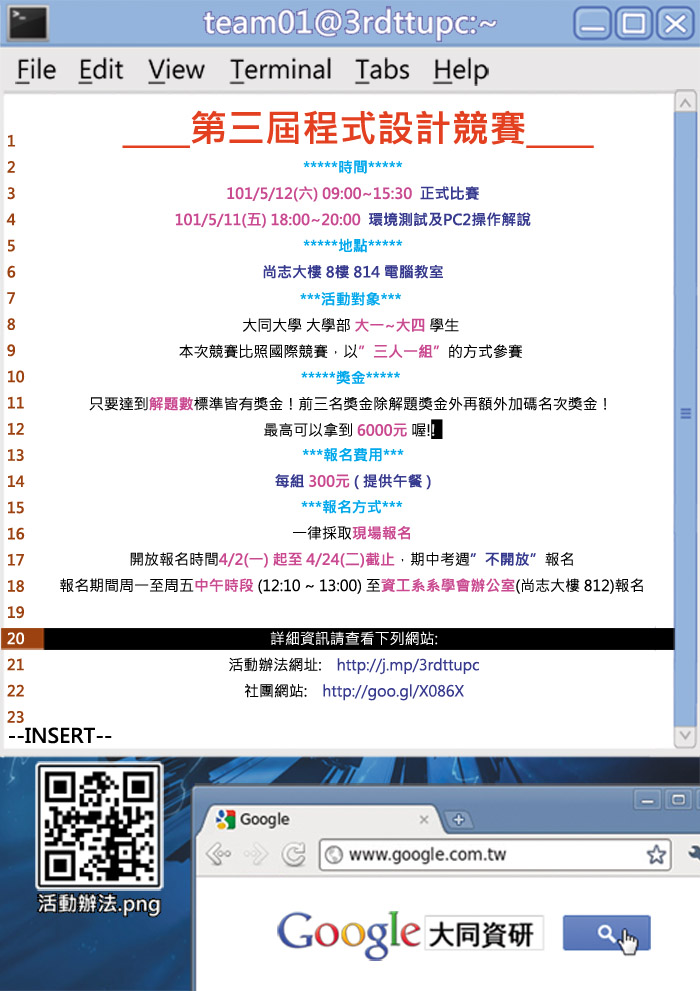 team01@3rdttupc:~
File Edit View Terminal Tabs Help
1 ____第三屆程式設計競賽____
2 *****時間*****
3 101/5/12(六) 09:00~15:30 正式比賽
4 101/5/11(五) 18:00~20:00 環境測試及PC2操作解說
5 *****地點*****
6 尚志大樓 8樓 814 電腦教室
7 ***活動對象***
8 大同大學 大學部 大一~大四 學生
9 本次競賽比照國際競賽，以”三人一組”的方式參賽
10 *****獎金*****
11 只要達到解題數標準皆有獎金！前三名獎金除解題獎金外再額外加碼名次獎金！
12 最高可以拿到 6000元 喔!!
13 ***報名費用***
14 每組 300元 ( 提供午餐 )
15 ***報名方式***
16 一律採取現場報名
17 開放報名時間4/2(一) 起至 4/24(二)截止，期中考週”不開放”報名
18 報名期間周一至周五中午時段 (12:10 ~ 13:00) 至資工系系學會辦公室(尚志大樓 812)報名
19
20 詳細資訊請查看下列網站:
21 活動辦法網址: http://j.mp/3rdttupc
22 社團網站: http://goo.gl/X086X
23
--INSERT--
活動辦法.png
Google
www.google.com.tw
Google 大同資研